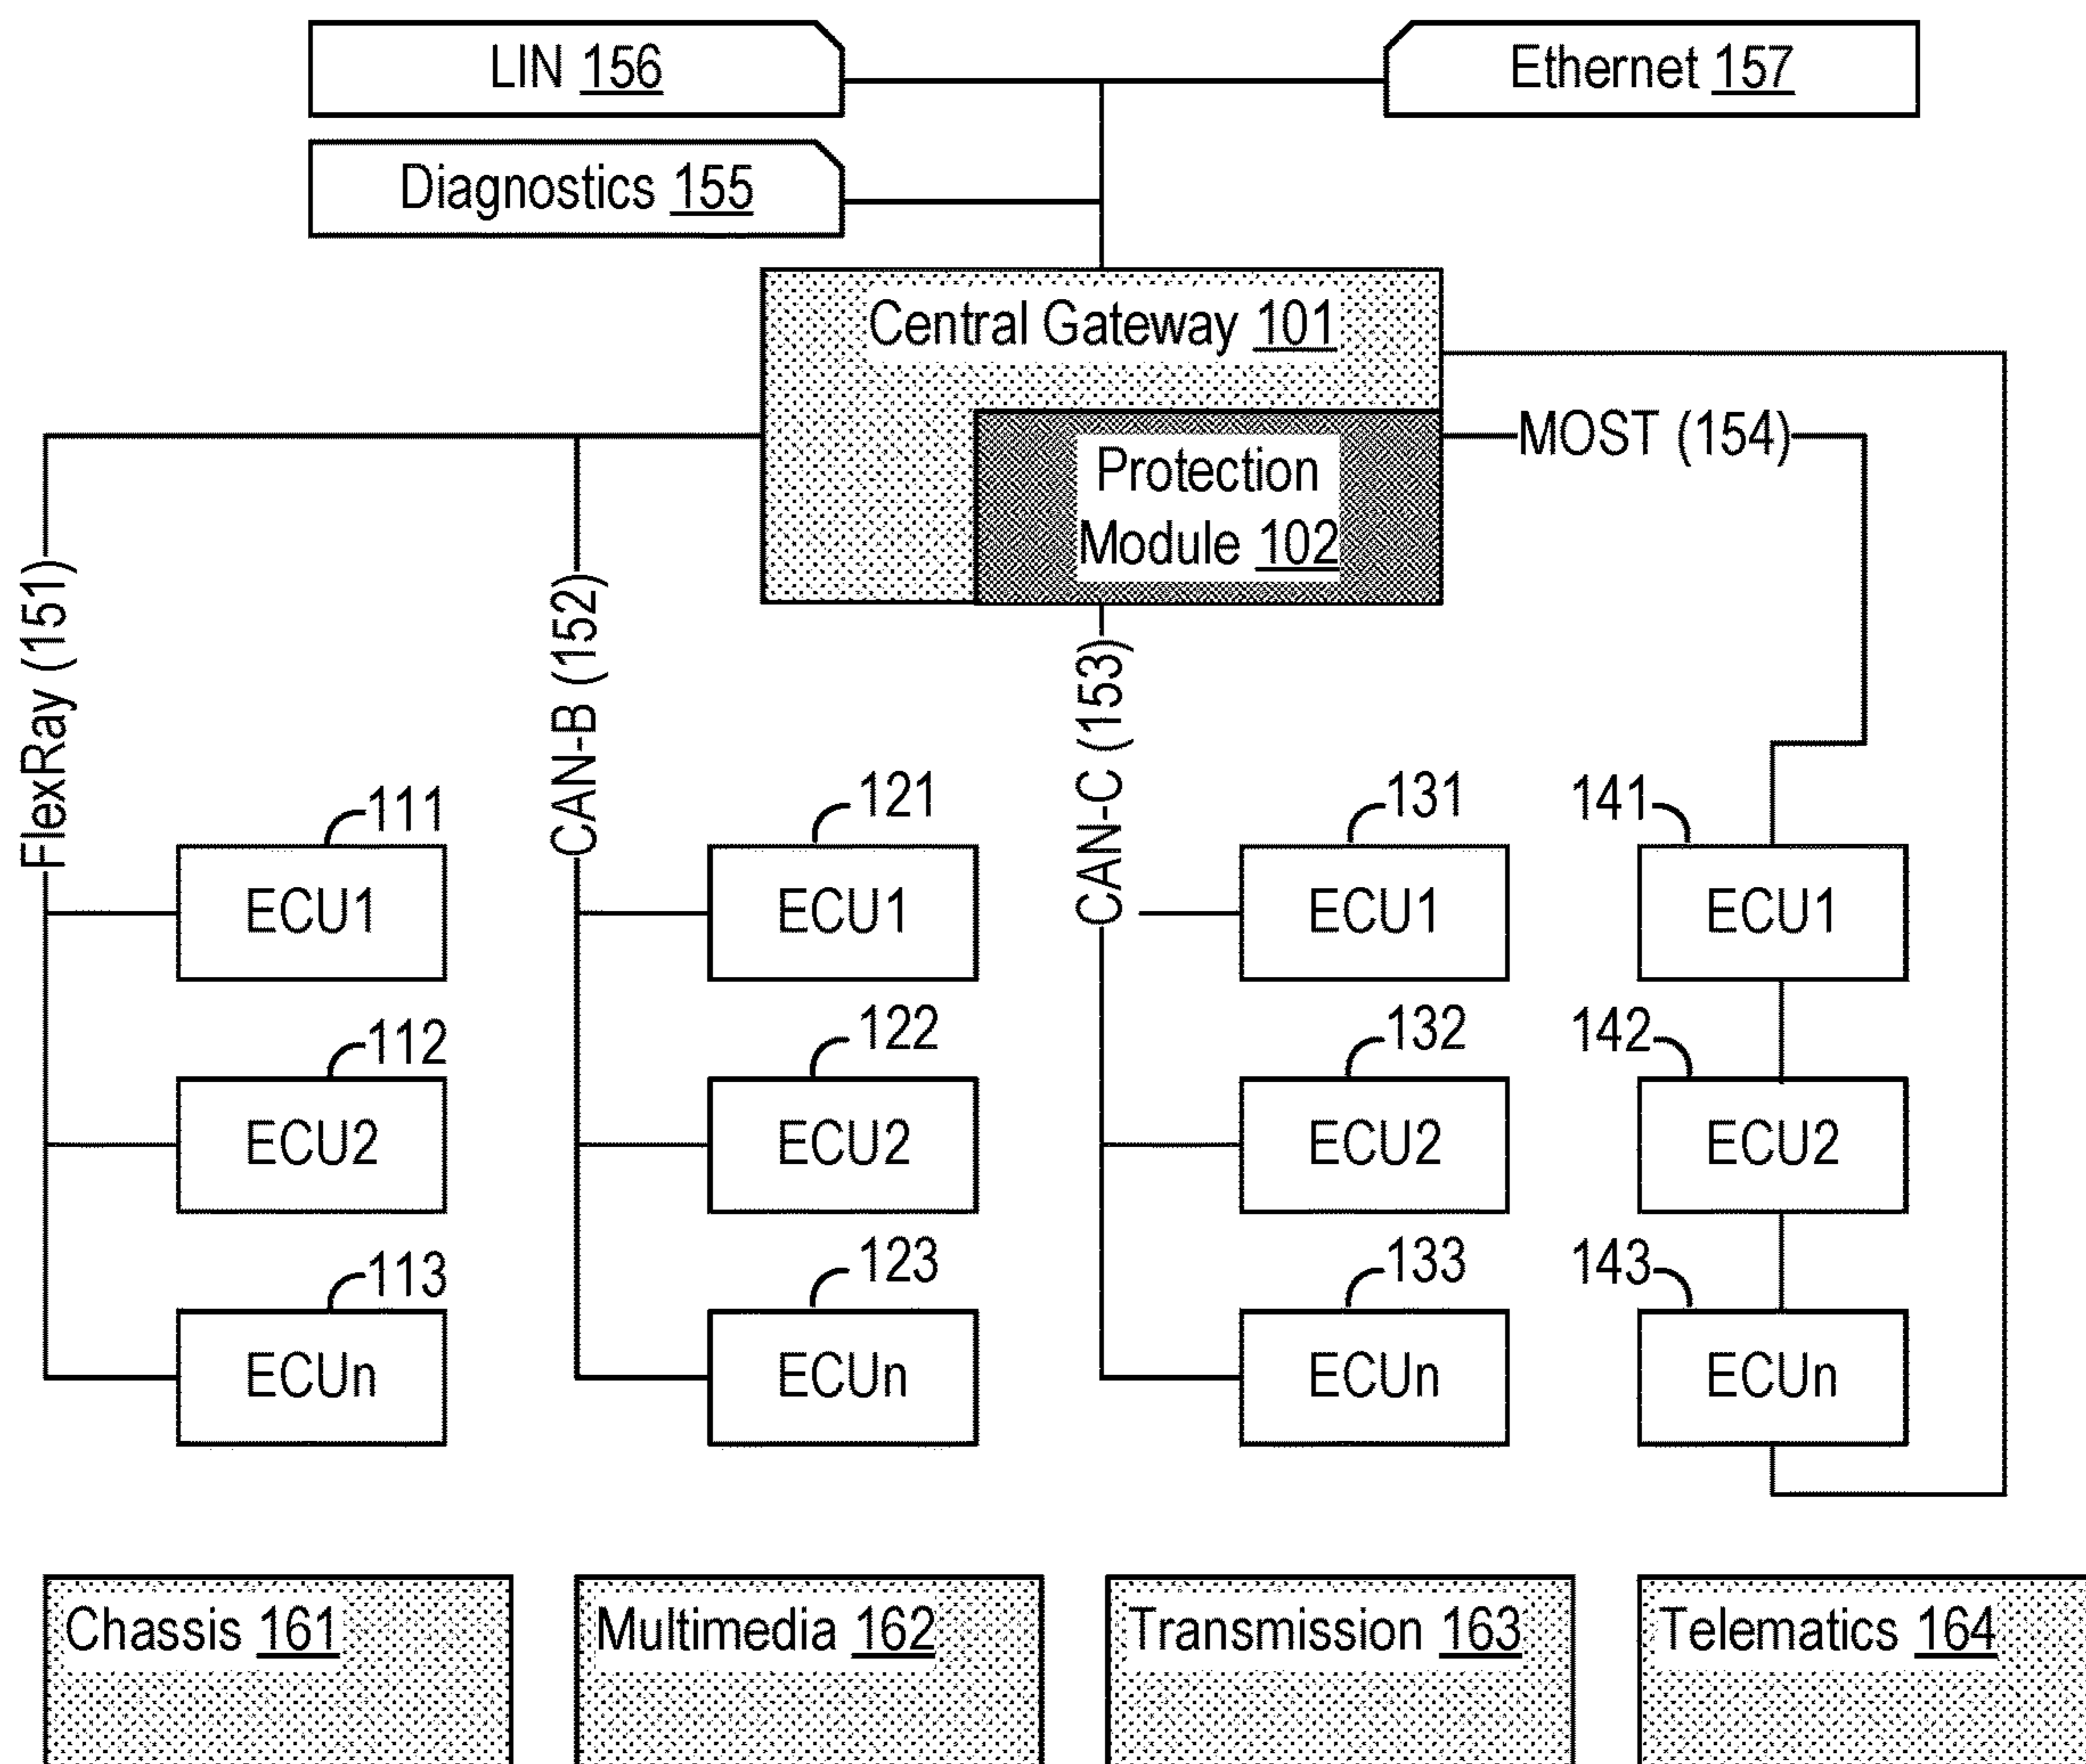 LIN 156
Ethernet 157
Diagnostics 155
Central Gateway 101
Protection
Module 102
MOST (154)
FlexRay (151)
CAN-B (152)
CAN-C (153)
111
121
131
141
ECU1
ECU1
ECU1
ECU1
112
122
132
142
ECU2
ECU2
ECU2
ECU2
113
123
133
143
ECUn
ECUn
ECUn
ECUn
Chassis 161
Multimedia 162
Transmission 163
Telematics 164